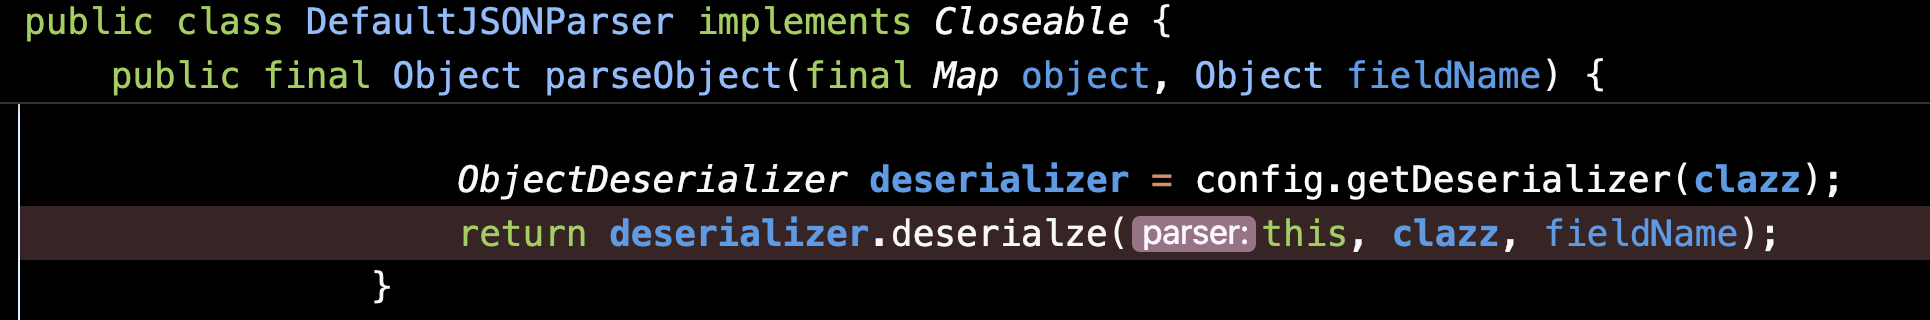 public class DefaultJSONParser implements Closeable {
public final Object parseObject(final Map object, Object fieldName) {
ObjectDeserializer deserializer = config.getDeserializer(clazz);
return deserializer.deserialze( parser: this, clazz, fieldName);
}